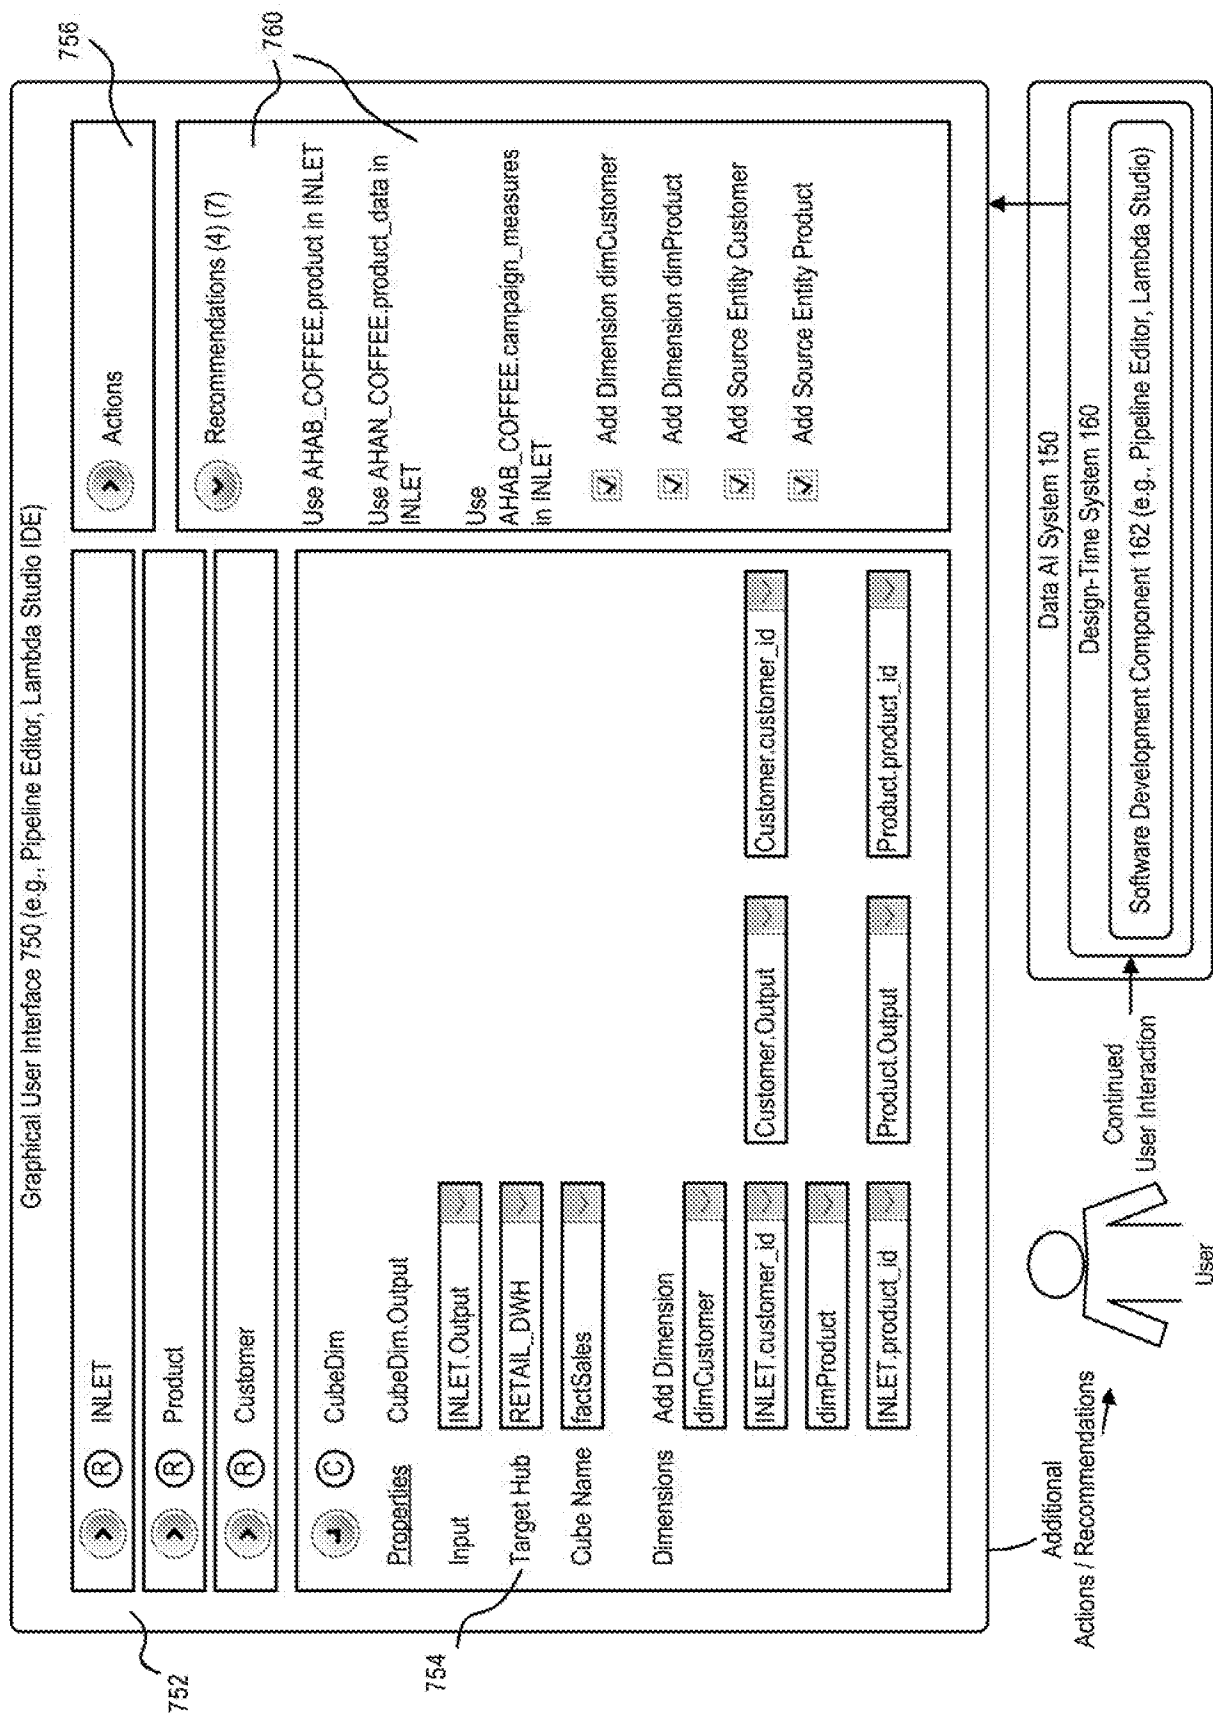 Graphical User Interface 750 (e.g., Pipeline Editor, Lambda Studio IDE)
752
754
756
760
R INLET
R Product
R Customer
C CubeDim
Properties CubeDim.Output
Input INLET.Output
Target Hub RETAIL_DWH
Cube Name factSales
Dimensions Add Dimension
dimCustomer
INLET.customer_id Customer.Output Customer.customer_id
dimProduct
INLET.product_id Product.Output Product.product_id
Actions
Recommendations (4) (7)
Use AHAB_COFFEE.product in INLET
Use AHAN_COFFEE.product_data in
INLET
Use
AHAB_COFFEE.campaign_measures
in INLET
Add Dimension dimCustomer
Add Dimension dimProduct
Add Source Entity Customer
Add Source Entity Product
Additional
Actions / Recommendations
User
Continued
User Interaction
Data AI System 150
Design-Time System 160
Software Development Component 162 (e.g., Pipeline Editor, Lambda Studio)